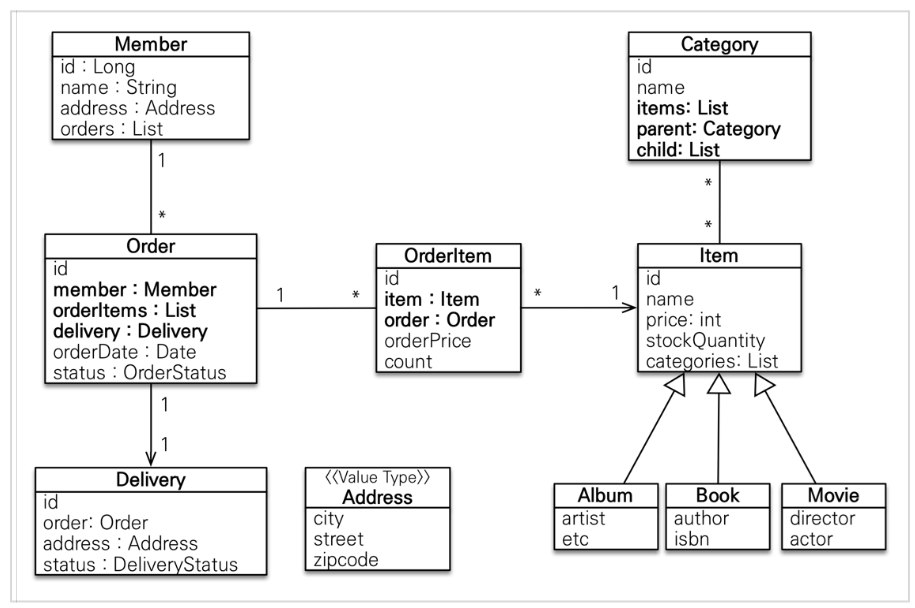 Member
id : Long
name : String
address : Address
orders : List
Category
id
name
items: List
parent: Category
child: List
1
*
*
*
Order
id
member : Member
orderItems : List
delivery : Delivery
orderDate : Date
status : OrderStatus
1
*
OrderItem
id
item : Item
order : Order
orderPrice
count
*
1
Item
id
name
price: int
stockQuantity
categories: List
1
1
Delivery
id
order: Order
address : Address
status : DeliveryStatus
<<Value Type>>
Address
city
street
zipcode
Album
artist
etc
Book
author
isbn
Movie
director
actor